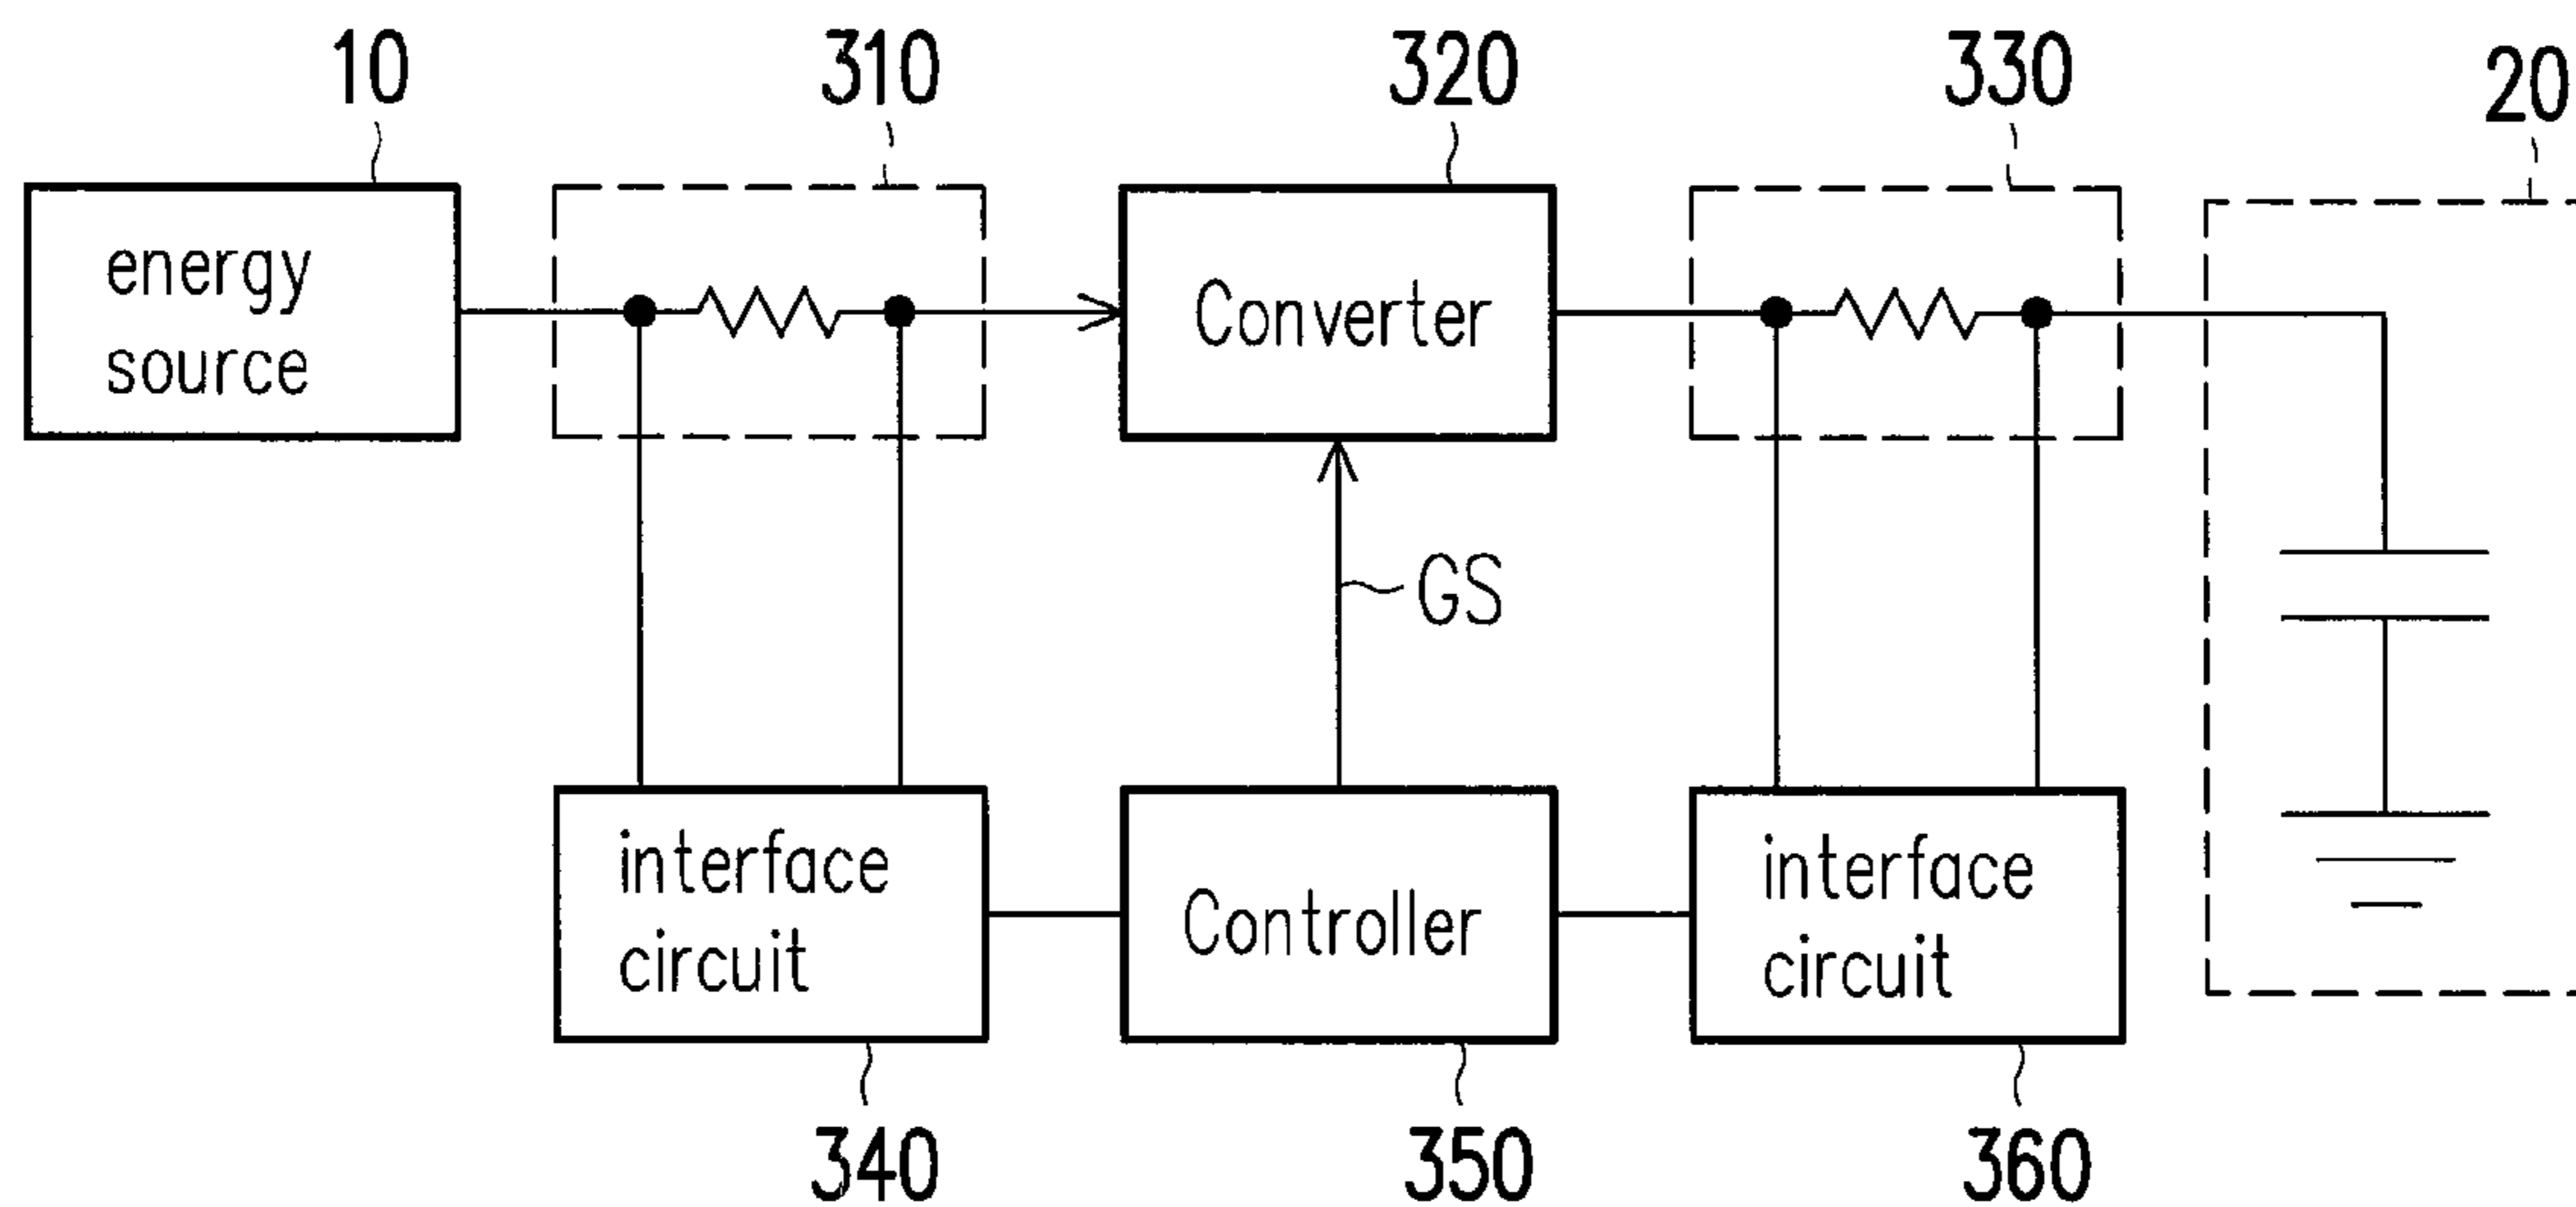 10
310
320
330
20
energy
source
Converter
GS
interface
circuit
Controller
interface
circuit
340
350
360